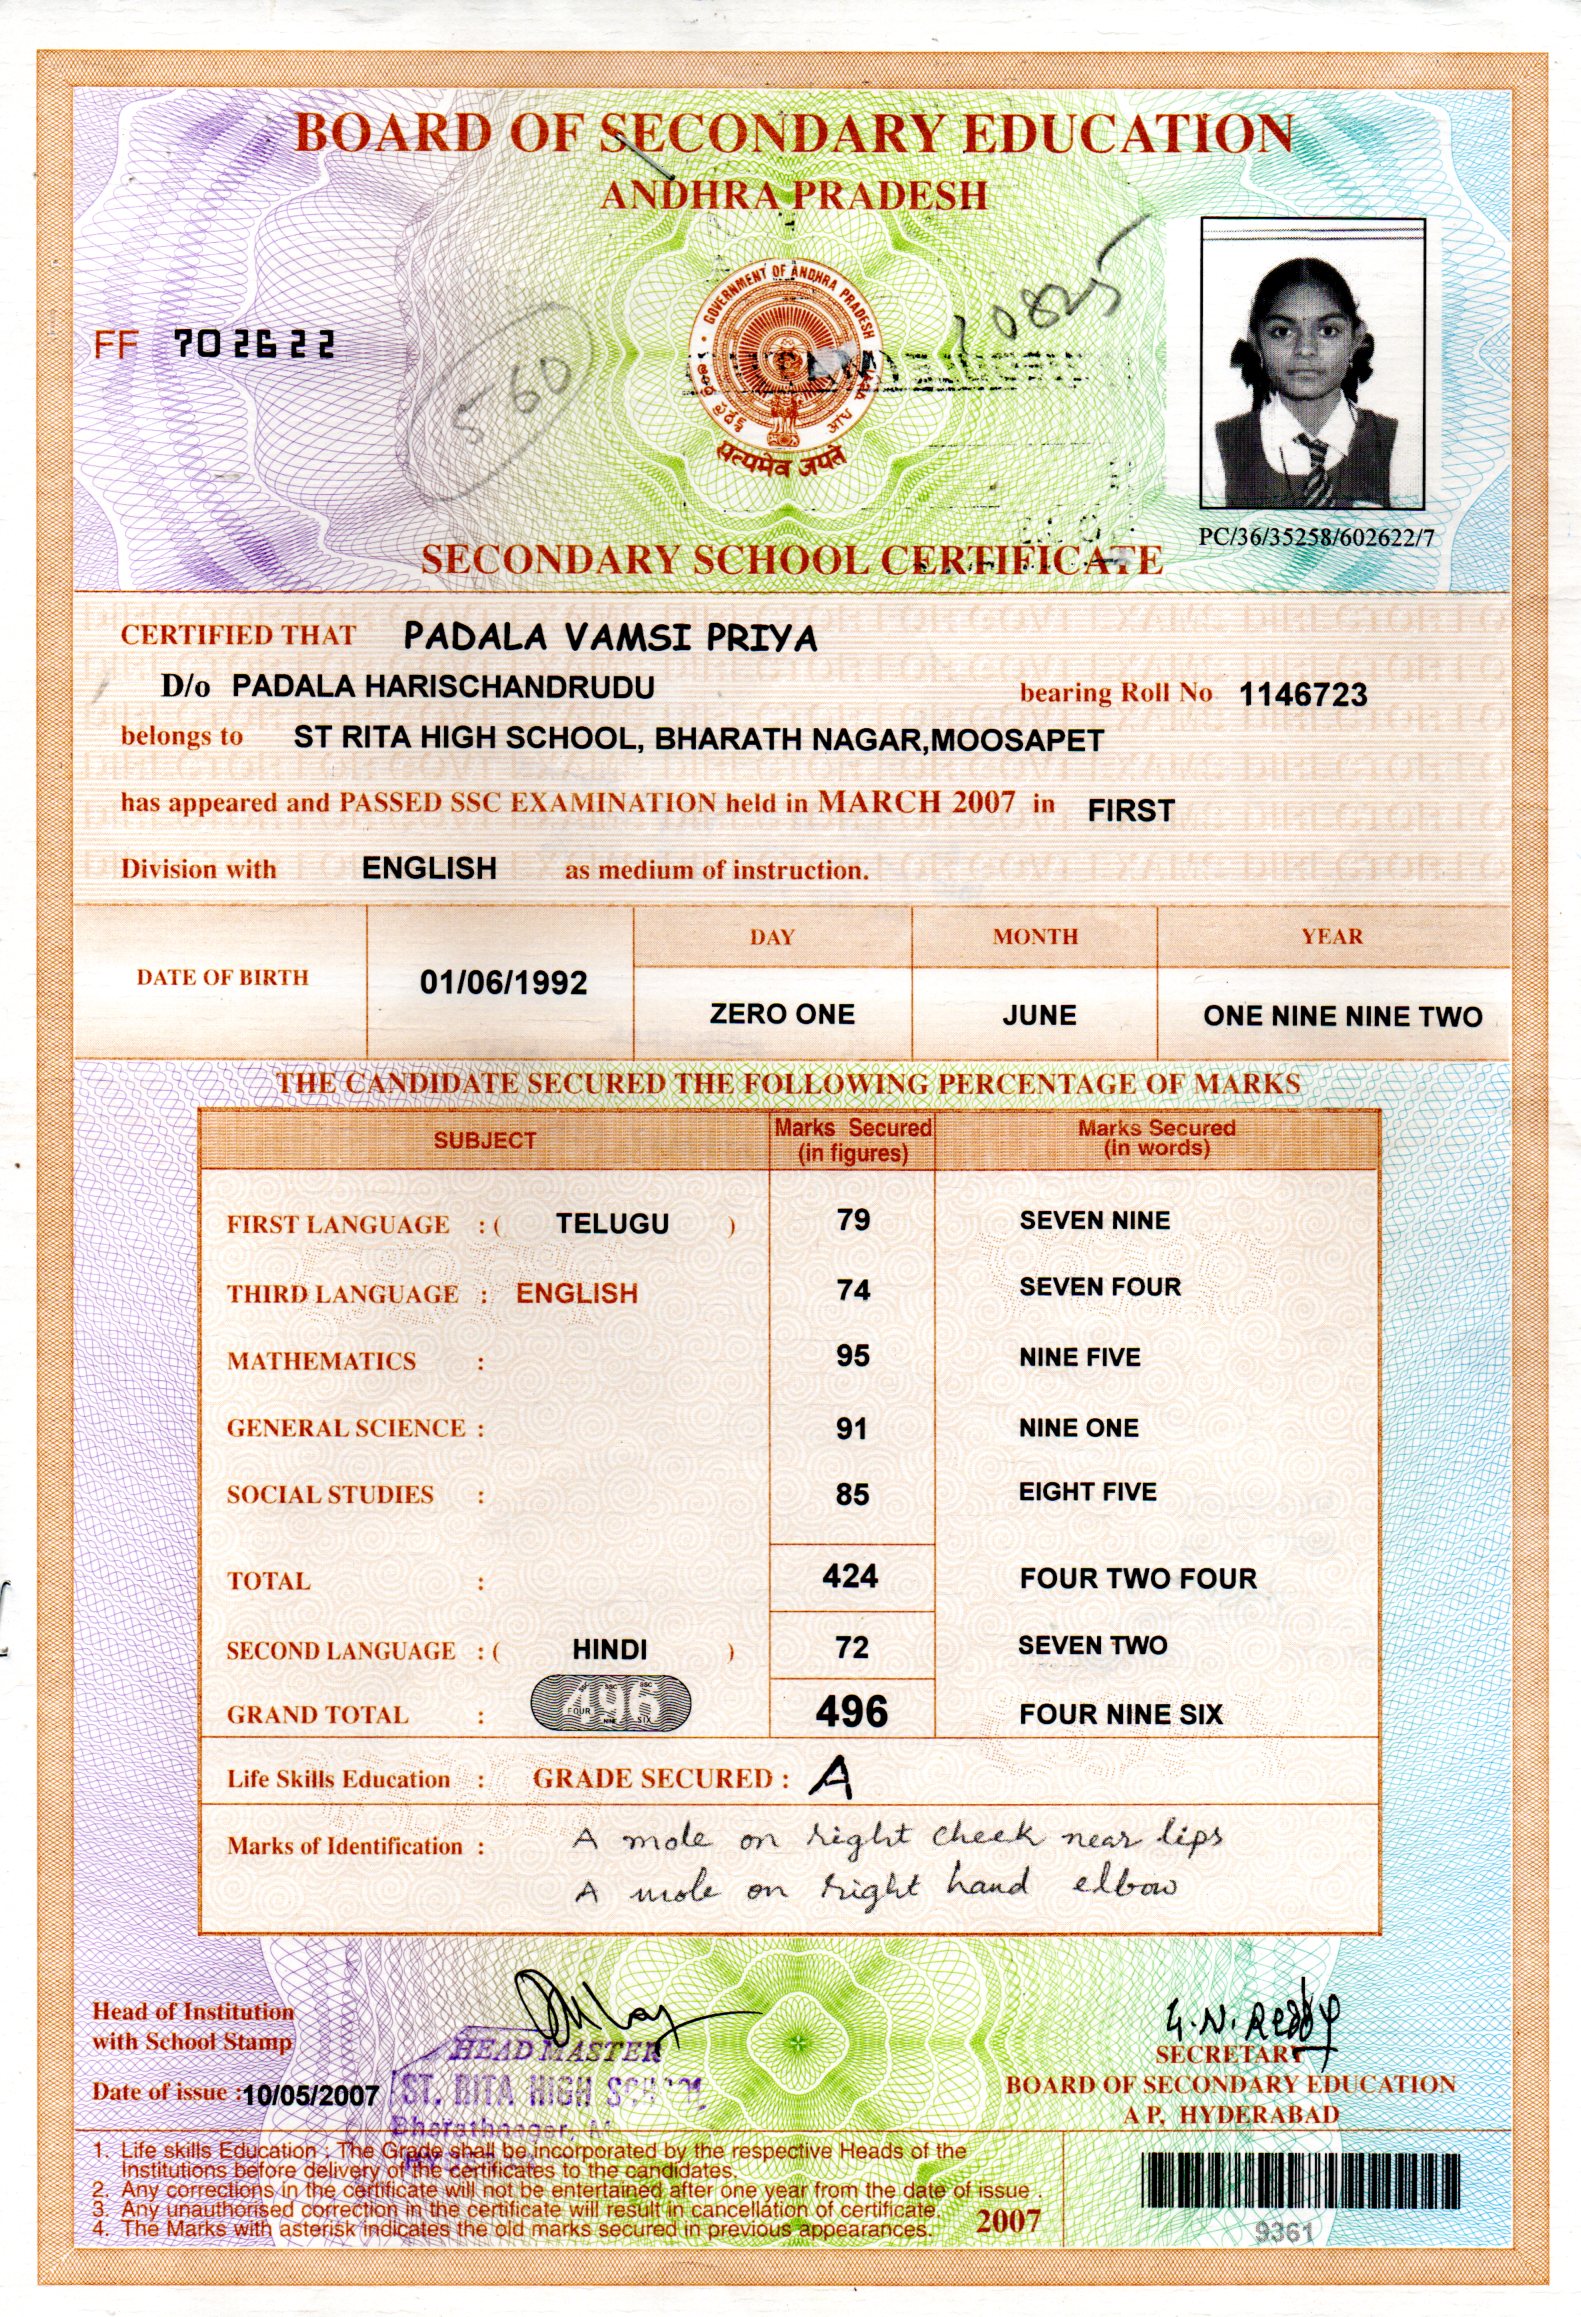 BOARD OF SECONDARY EDUCATION
ANDHRA PRADESH
GOVERNMENT OF ANDHRA PRADESH
सत्यमेव जयते
FF 702622
560
10825
PC/36/35258/602622/7
SECONDARY SCHOOL CERTIFICATE
CERTIFIED THAT PADALA VAMSI PRIYA
D/o PADALA HARISCHANDRUDU bearing Roll No 1146723
belongs to ST RITA HIGH SCHOOL, BHARATH NAGAR,MOOSAPET
has appeared and PASSED SSC EXAMINATION held in MARCH 2007 in FIRST
Division with ENGLISH as medium of instruction.
DATE OF BIRTH 01/06/1992 DAY MONTH YEAR
ZERO ONE JUNE ONE NINE NINE TWO
THE CANDIDATE SECURED THE FOLLOWING PERCENTAGE OF MARKS
SUBJECT Marks Secured (in figures) Marks Secured (in words)
FIRST LANGUAGE : ( TELUGU ) 79 SEVEN NINE
THIRD LANGUAGE : ENGLISH 74 SEVEN FOUR
MATHEMATICS : 95 NINE FIVE
GENERAL SCIENCE : 91 NINE ONE
SOCIAL STUDIES : 85 EIGHT FIVE
TOTAL : 424 FOUR TWO FOUR
SECOND LANGUAGE : ( HINDI ) 72 SEVEN TWO
GRAND TOTAL : 496 496 FOUR NINE SIX
Life Skills Education : GRADE SECURED : A
Marks of Identification : A mole on right cheek near lips
A mole on right hand elbow
Head of Institution
with School Stamp
HEAD MASTER
ST. RITA HIGH SCHOOL
Bharathnagar,
Date of issue :10/05/2007
G.N. Reddy
SECRETARY
BOARD OF SECONDARY EDUCATION
A P, HYDERABAD
1. Life skills Education : The Grade shall be incorporated by the respective Heads of the
Institutions before delivery of the certificates to the candidates.
2. Any corrections in the certificate will not be entertained after one year from the date of issue .
3. Any unauthorised correction in the certificate will result in cancellation of certificate.
4. The Marks with asterisk indicates the old marks secured in previous appearances.
2007
9361